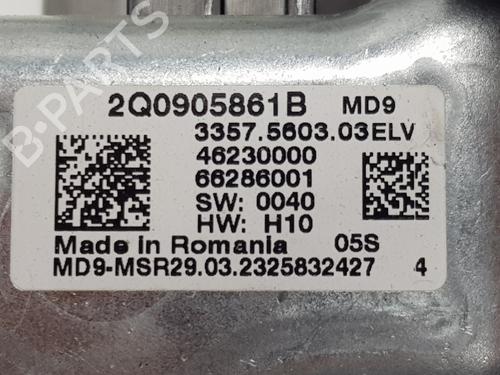 B-PARTS
2Q0905861B MD9
3357.5603.03ELV
46230000
66286001
SW: 0040
HW: H10
Made in Romania 05S
MD9-MSR29.03.2325832427 4